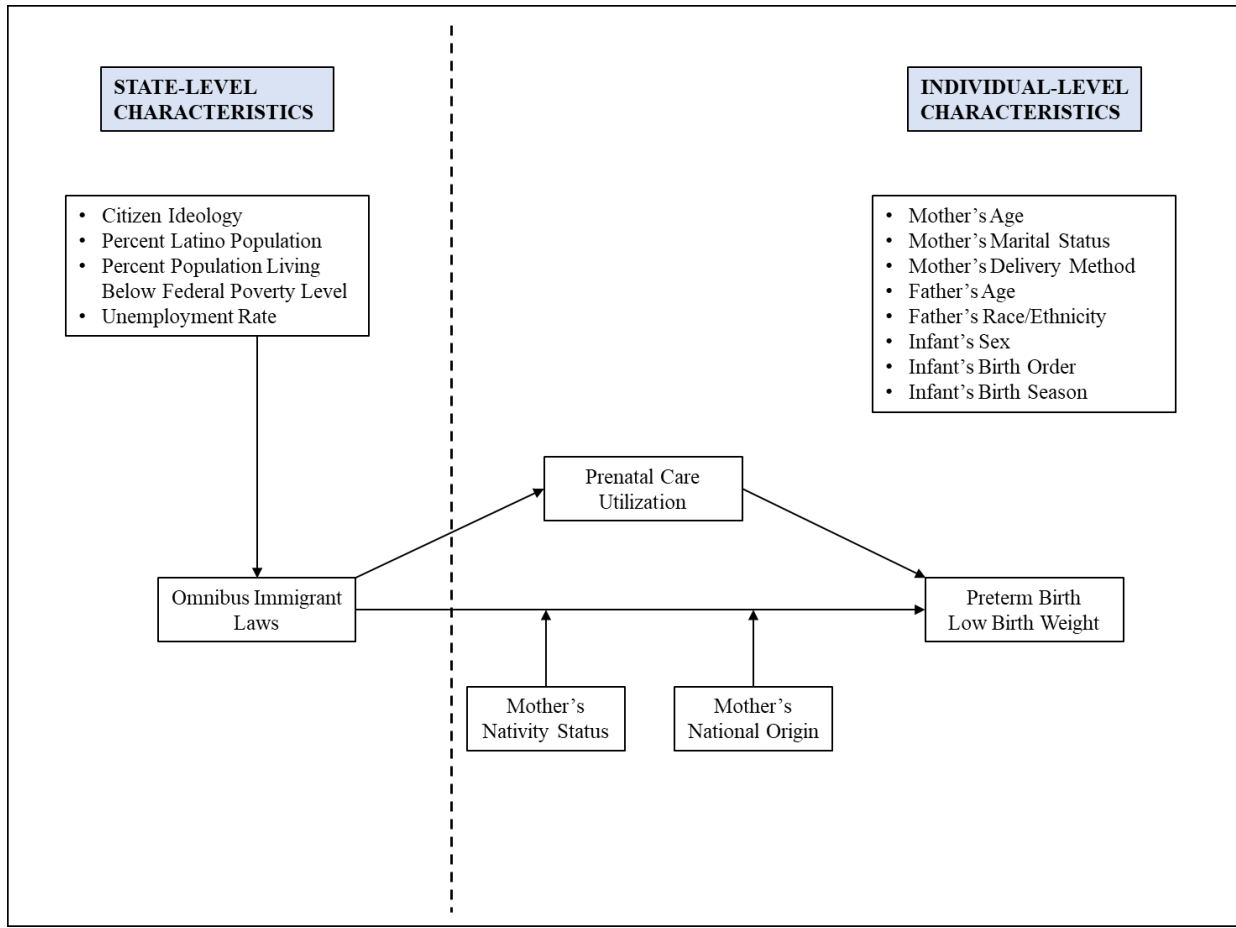 STATE-LEVEL
CHARACTERISTICS
• Citizen Ideology
• Percent Latino Population
• Percent Population Living
Below Federal Poverty Level
• Unemployment Rate
INDIVIDUAL-LEVEL
CHARACTERISTICS
• Mother's Age
• Mother's Marital Status
• Mother's Delivery Method
• Father's Age
• Father's Race/Ethnicity
• Infant's Sex
• Infant's Birth Order
• Infant's Birth Season
Prenatal Care
Utilization
Omnibus Immigrant
Laws
Preterm Birth
Low Birth Weight
Mother's
Nativity Status
Mother's
National Origin